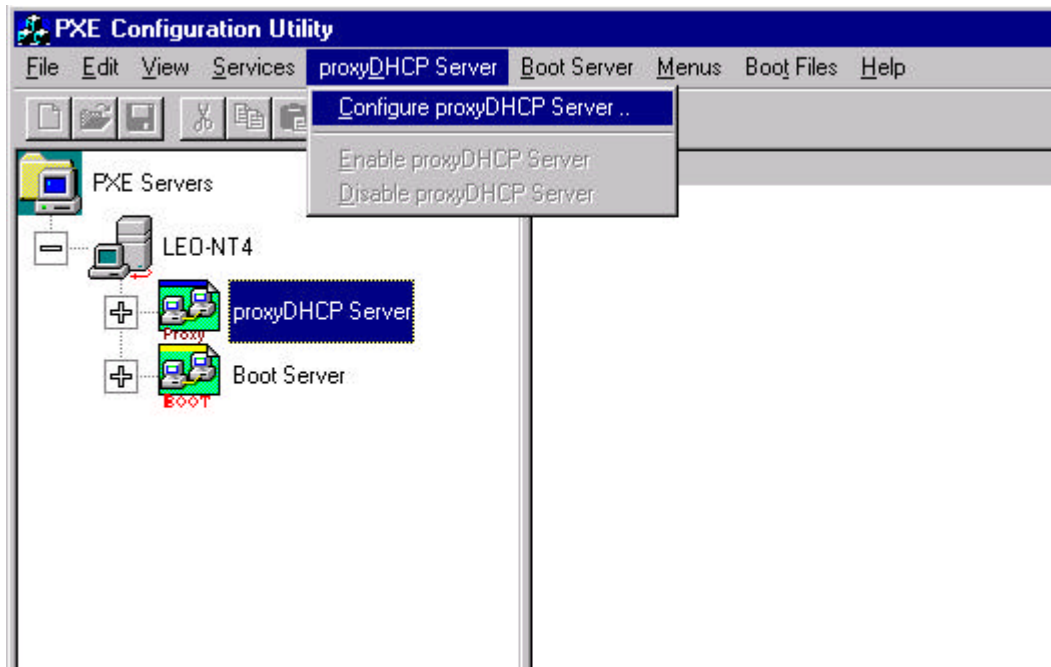 PXE Configuration Utility
File Edit View Services proxyDHCP Server Boot Server Menus Boot Files Help
Configure proxyDHCP Server ..
Enable proxyDHCP Server
Disable proxyDHCP Server
PXE Servers
LEO-NT4
proxyDHCP Server
Proxy
Boot Server
BOOT